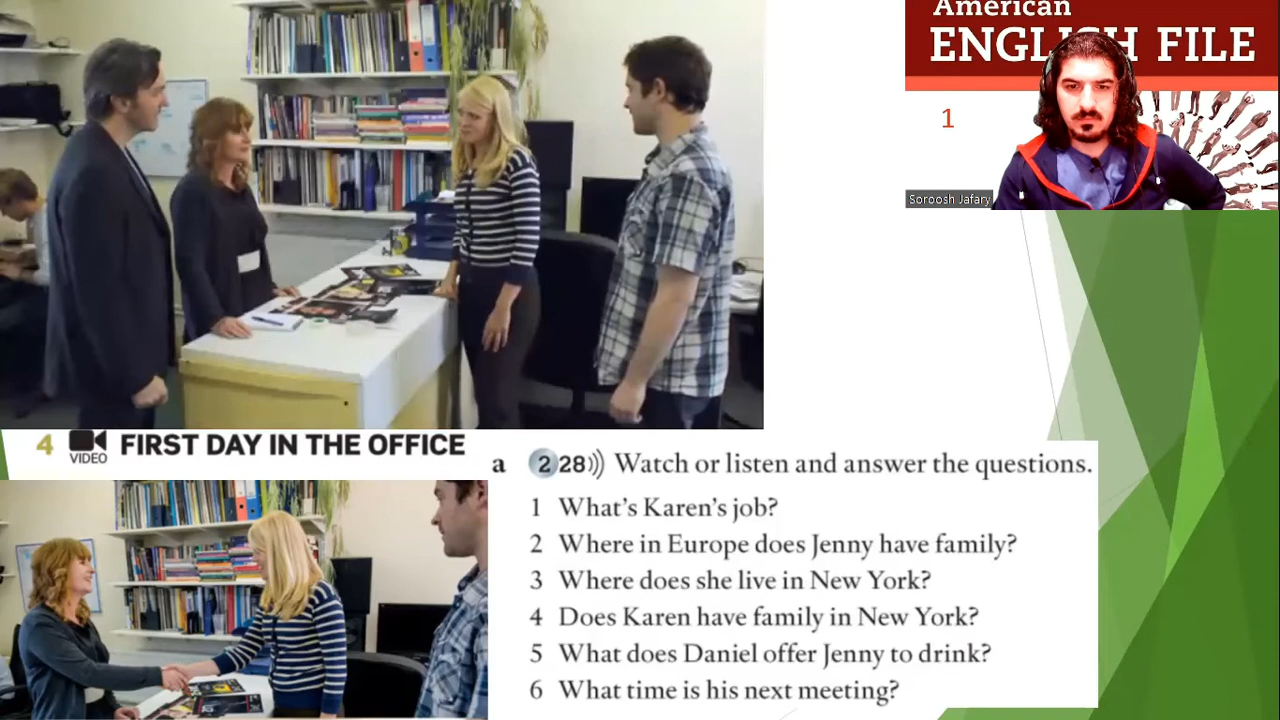 American
ENGLISH FILE
1
Soroosh Jafary
4 VIDEO FIRST DAY IN THE OFFICE
a 2 28 Watch or listen and answer the questions.
1 What's Karen's job?
2 Where in Europe does Jenny have family?
3 Where does she live in New York?
4 Does Karen have family in New York?
5 What does Daniel offer Jenny to drink?
6 What time is his next meeting?